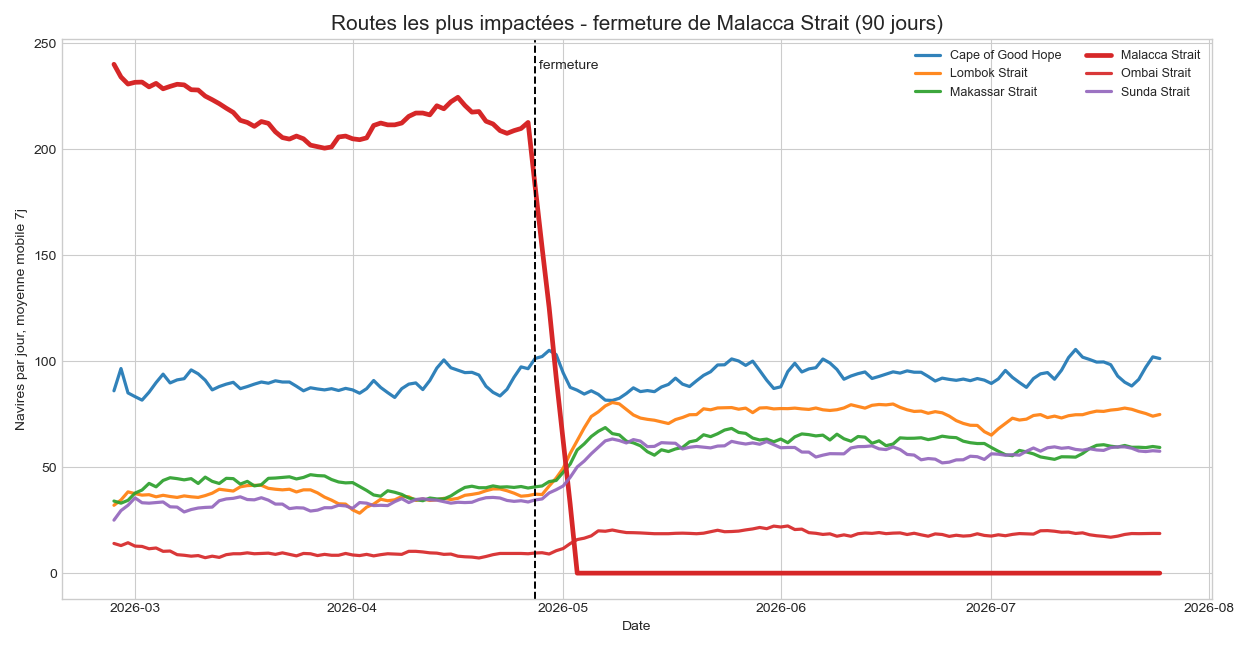 Routes les plus impactées - fermeture de Malacca Strait (90 jours)
250
200
150
100
50
0
Navires par jour, moyenne mobile 7j
fermeture
Cape of Good Hope
Lombok Strait
Makassar Strait
Malacca Strait
Ombai Strait
Sunda Strait
2026-03
2026-04
2026-05
2026-06
2026-07
2026-08
Date